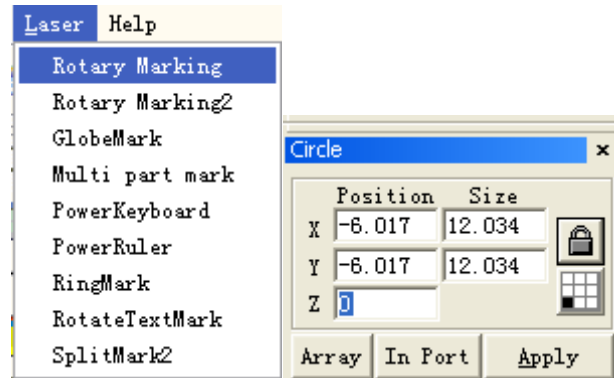 Laser Help
Rotary Marking
Rotary Marking2
GlobeMark
Multi part mark
PowerKeyboard
PowerRuler
RingMark
RotateTextMark
SplitMark2
Circle
Position Size
X -6.017 12.034
Y -6.017 12.034
Z 0
Array In Port Apply